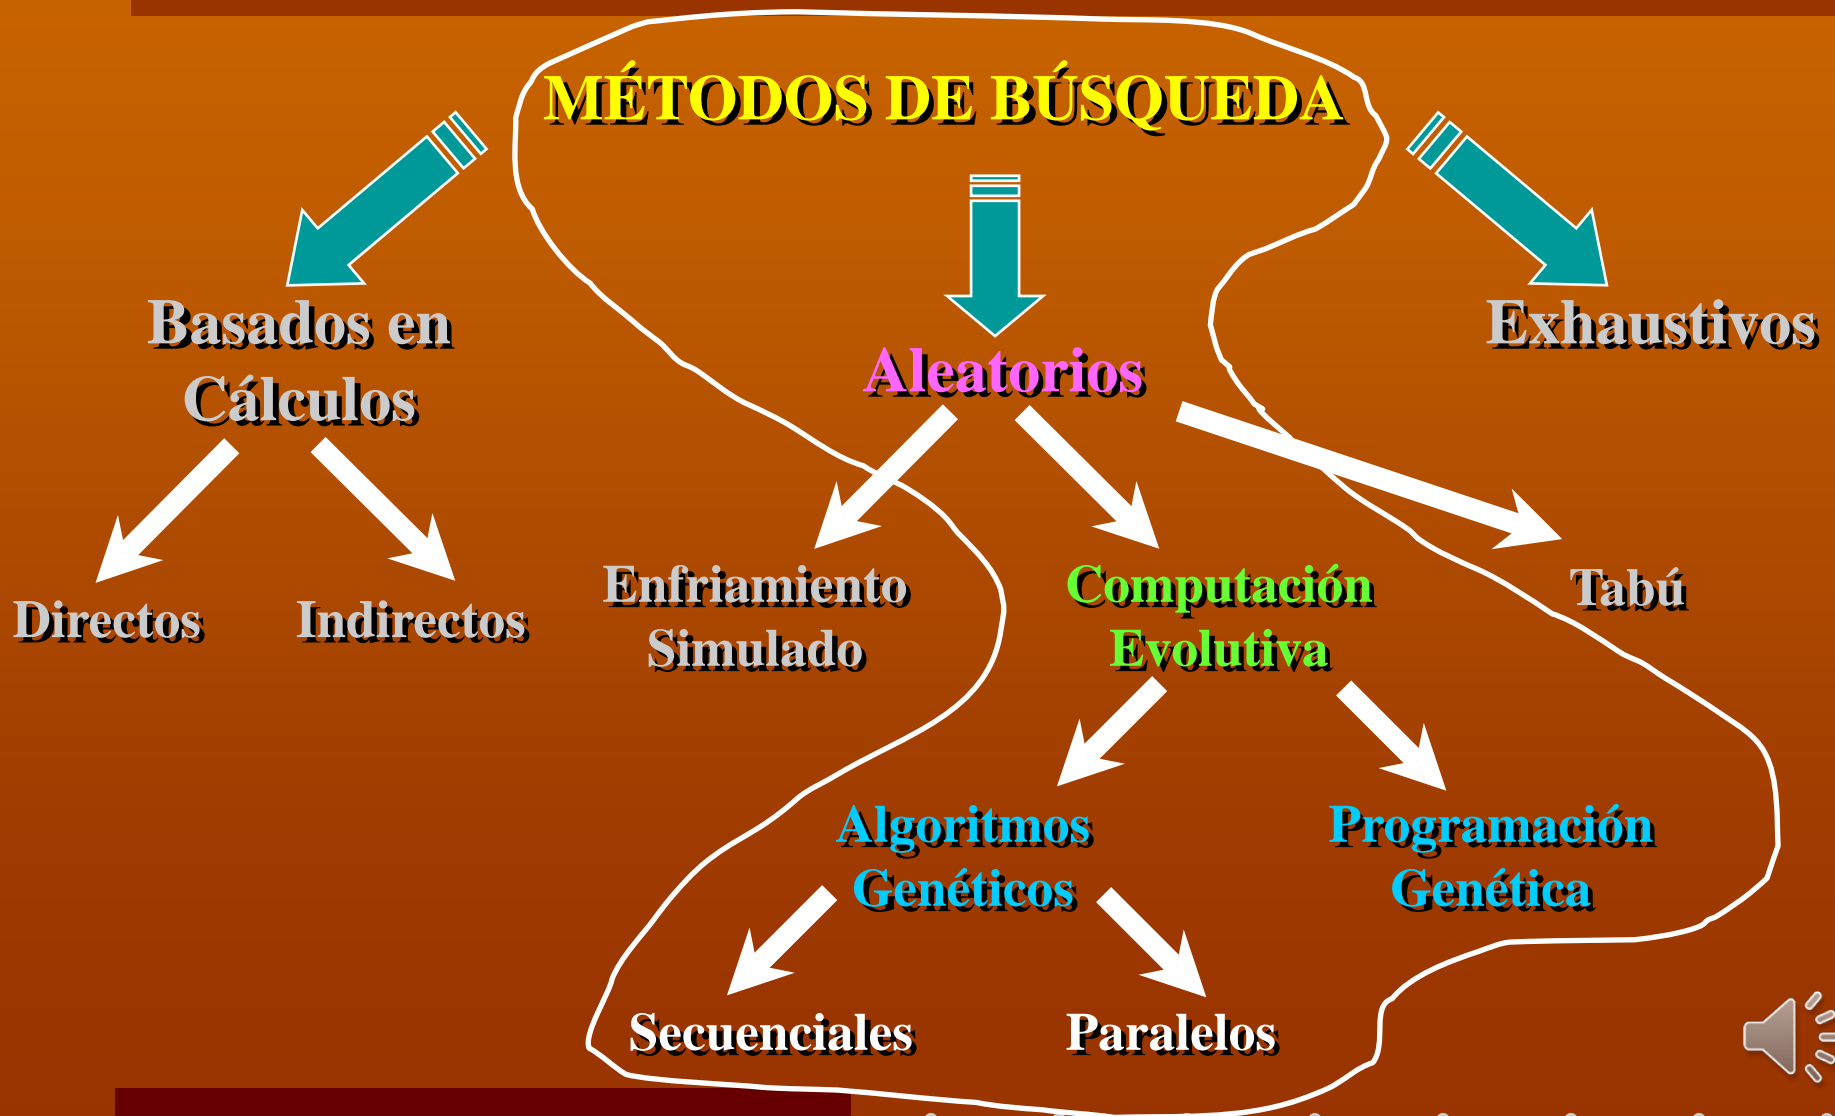 MÉTODOS DE BÚSQUEDA
Basados en
Cálculos
Aleatorios
Exhaustivos
Directos
Indirectos
Enfriamiento
Simulado
Computación
Evolutiva
Tabú
Algoritmos
Genéticos
Programación
Genética
Secuenciales
Paralelos